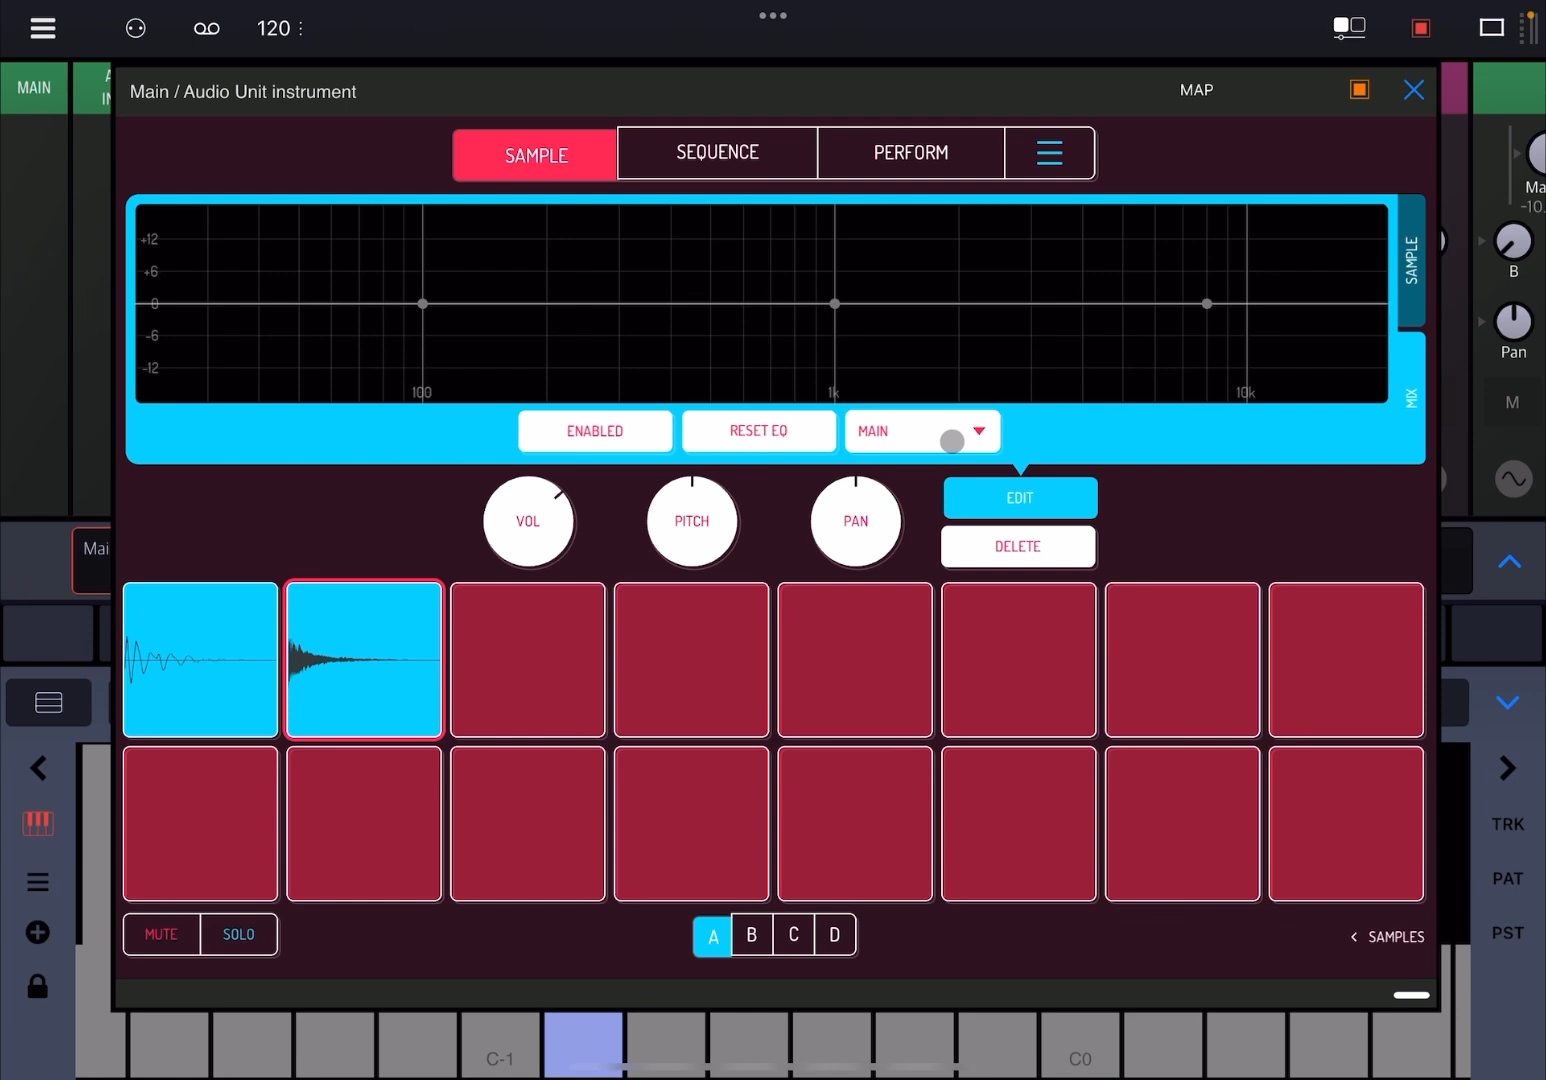 120
MAIN
Main / Audio Unit instrument
MAP
SAMPLE
SEQUENCE
PERFORM
+12
+6
0
-6
-12
100
1k
10k
SAMPLE
MIX
ENABLED
RESET EQ
MAIN
VOL
PITCH
PAN
EDIT
DELETE
MUTE
SOLO
A
B
C
D
< SAMPLES
-10.
B
Pan
M
TRK
PAT
PST
C-1
C0